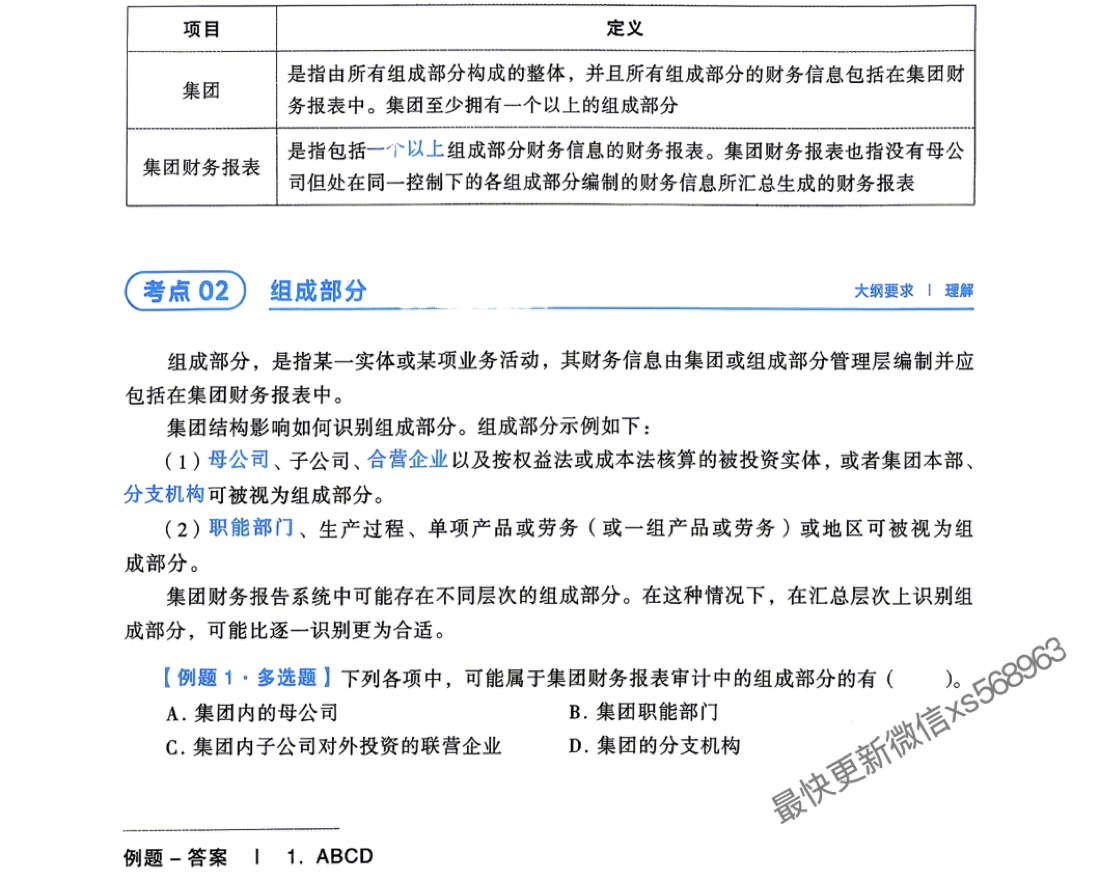 项目 定义
集团
是指由所有组成部分构成的整体，并且所有组成部分的财务信息包括在集团财
务报表中。集团至少拥有一个以上的组成部分
集团财务报表
是指包括一个以上组成部分财务信息的财务报表。集团财务报表也指没有母公
司但处在同一控制下的各组成部分编制的财务信息所汇总生成的财务报表
考点 02 组成部分 大纲要求 | 理解
组成部分，是指某一实体或某项业务活动，其财务信息由集团或组成部分管理层编制并应
包括在集团财务报表中。
集团结构影响如何识别组成部分。组成部分示例如下：
（1）母公司、子公司、合营企业以及按权益法或成本法核算的被投资实体，或者集团本部、
分支机构可被视为组成部分。
（2）职能部门、生产过程、单项产品或劳务（或一组产品或劳务）或地区可被视为组
成部分。
集团财务报告系统中可能存在不同层次的组成部分。在这种情况下，在汇总层次上识别组
成部分，可能比逐一识别更为合适。
【例题 1·多选题】下列各项中，可能属于集团财务报表审计中的组成部分的有（ ）。
A. 集团内的母公司 B. 集团职能部门
C. 集团内子公司对外投资的联营企业 D. 集团的分支机构
最快更新微信xs568963
例题 – 答案 | 1. ABCD